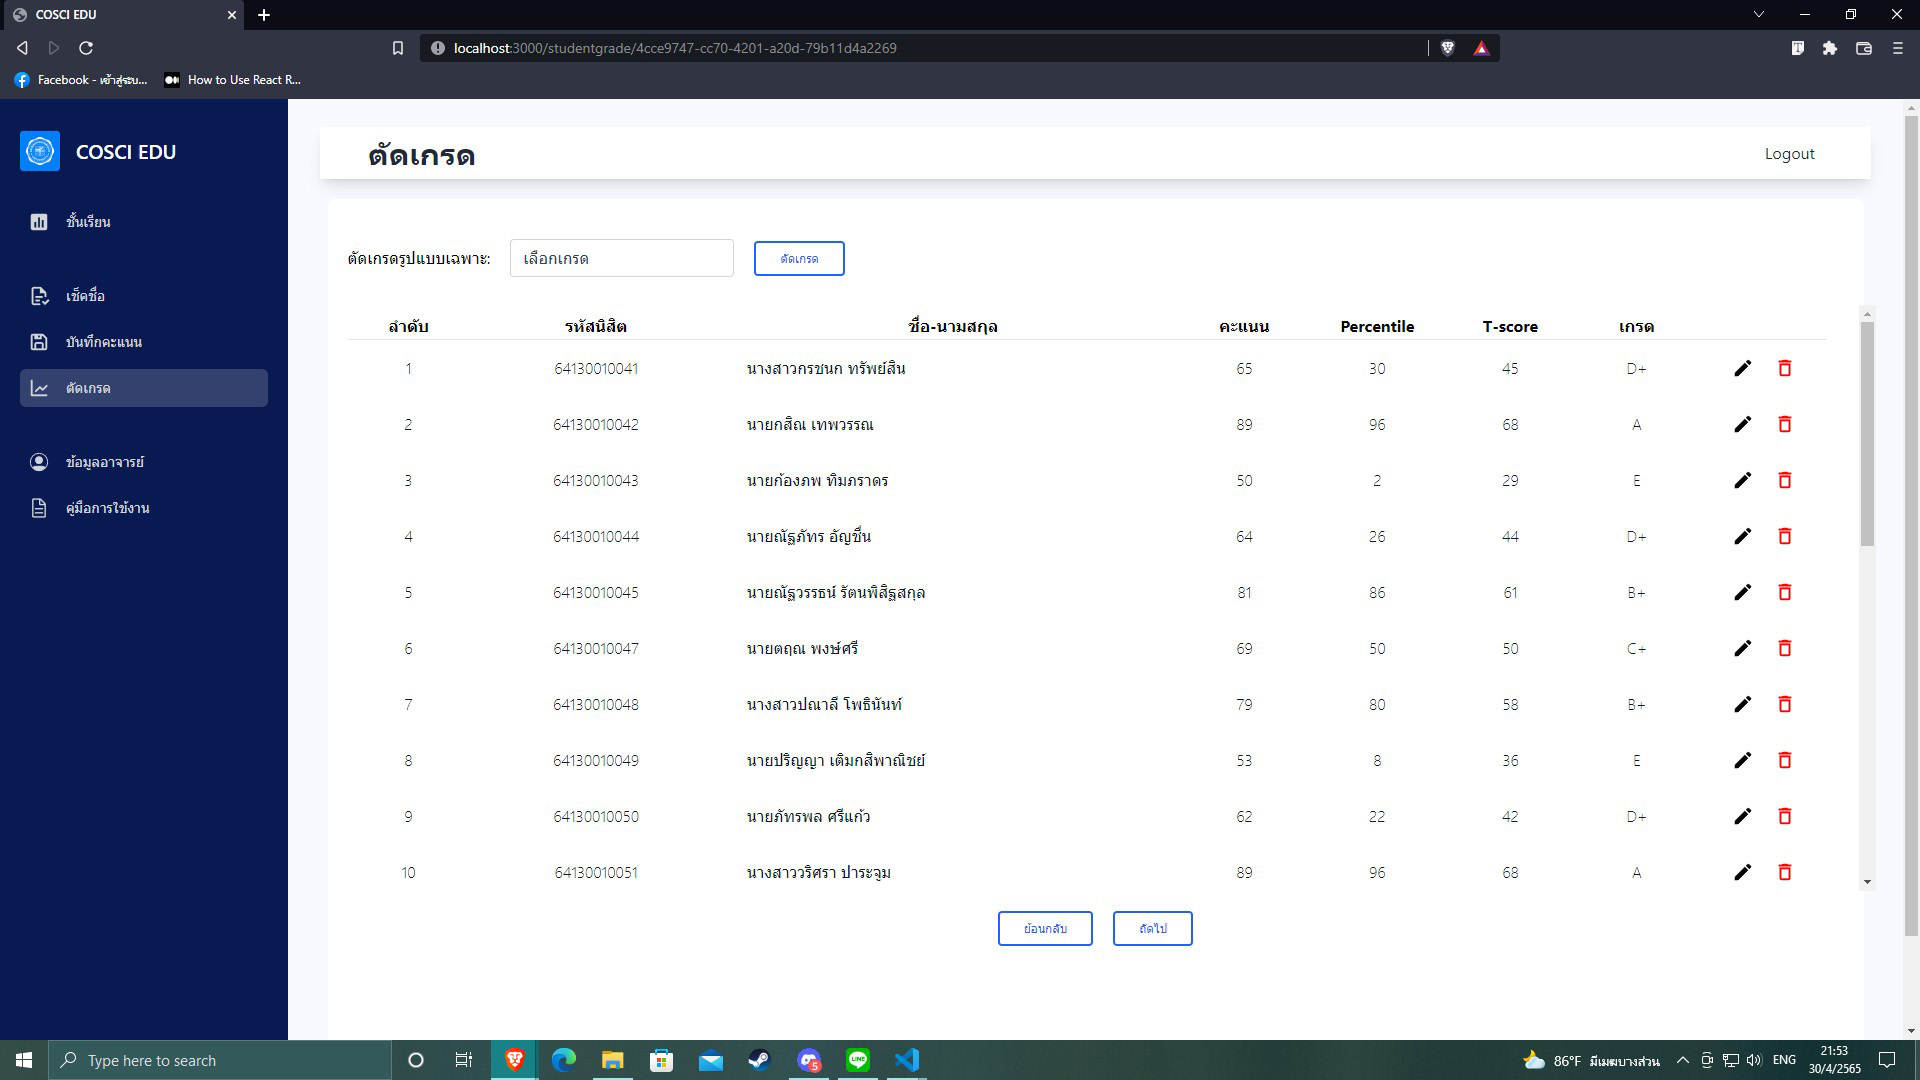 COSCI EDU
localhost:3000/studentgrade/4cce9747-cc70-4201-a20d-79b11d4a2269
Facebook - เข้าสู่ระบ...
How to Use React R...
COSCI EDU
ชั้นเรียน
เช็คชื่อ
บันทึกคะแนน
ตัดเกรด
ข้อมูลอาจารย์
คู่มือการใช้งาน
ตัดเกรด
Logout
ตัดเกรดรูปแบบเฉพาะ: เลือกเกรด ตัดเกรด
ลำดับ รหัสนิสิต ชื่อ-นามสกุล คะแนน Percentile T-score เกรด
1 64130010041 นางสาวกรชนก ทรัพย์สิน 65 30 45 D+
2 64130010042 นายกสิณ เทพวรรณ 89 96 68 A
3 64130010043 นายก้องภพ ทิมภราดร 50 2 29 E
4 64130010044 นายณัฐภัทร อัญชื่น 64 26 44 D+
5 64130010045 นายณัฐวรรธน์ รัตนพิสิฐสกุล 81 86 61 B+
6 64130010047 นายตฤณ พงษ์ศรี 69 50 50 C+
7 64130010048 นางสาวปณาลี โพธินันท์ 79 80 58 B+
8 64130010049 นายปริญญา เติมกสิพาณิชย์ 53 8 36 E
9 64130010050 นายภัทรพล ศรีแก้ว 62 22 42 D+
10 64130010051 นางสาววริศรา ปาระจูม 89 96 68 A
ย้อนกลับ ถัดไป
Type here to search
5
LINE
86°F มีเมฆบางส่วน
ENG
21:53
30/4/2565